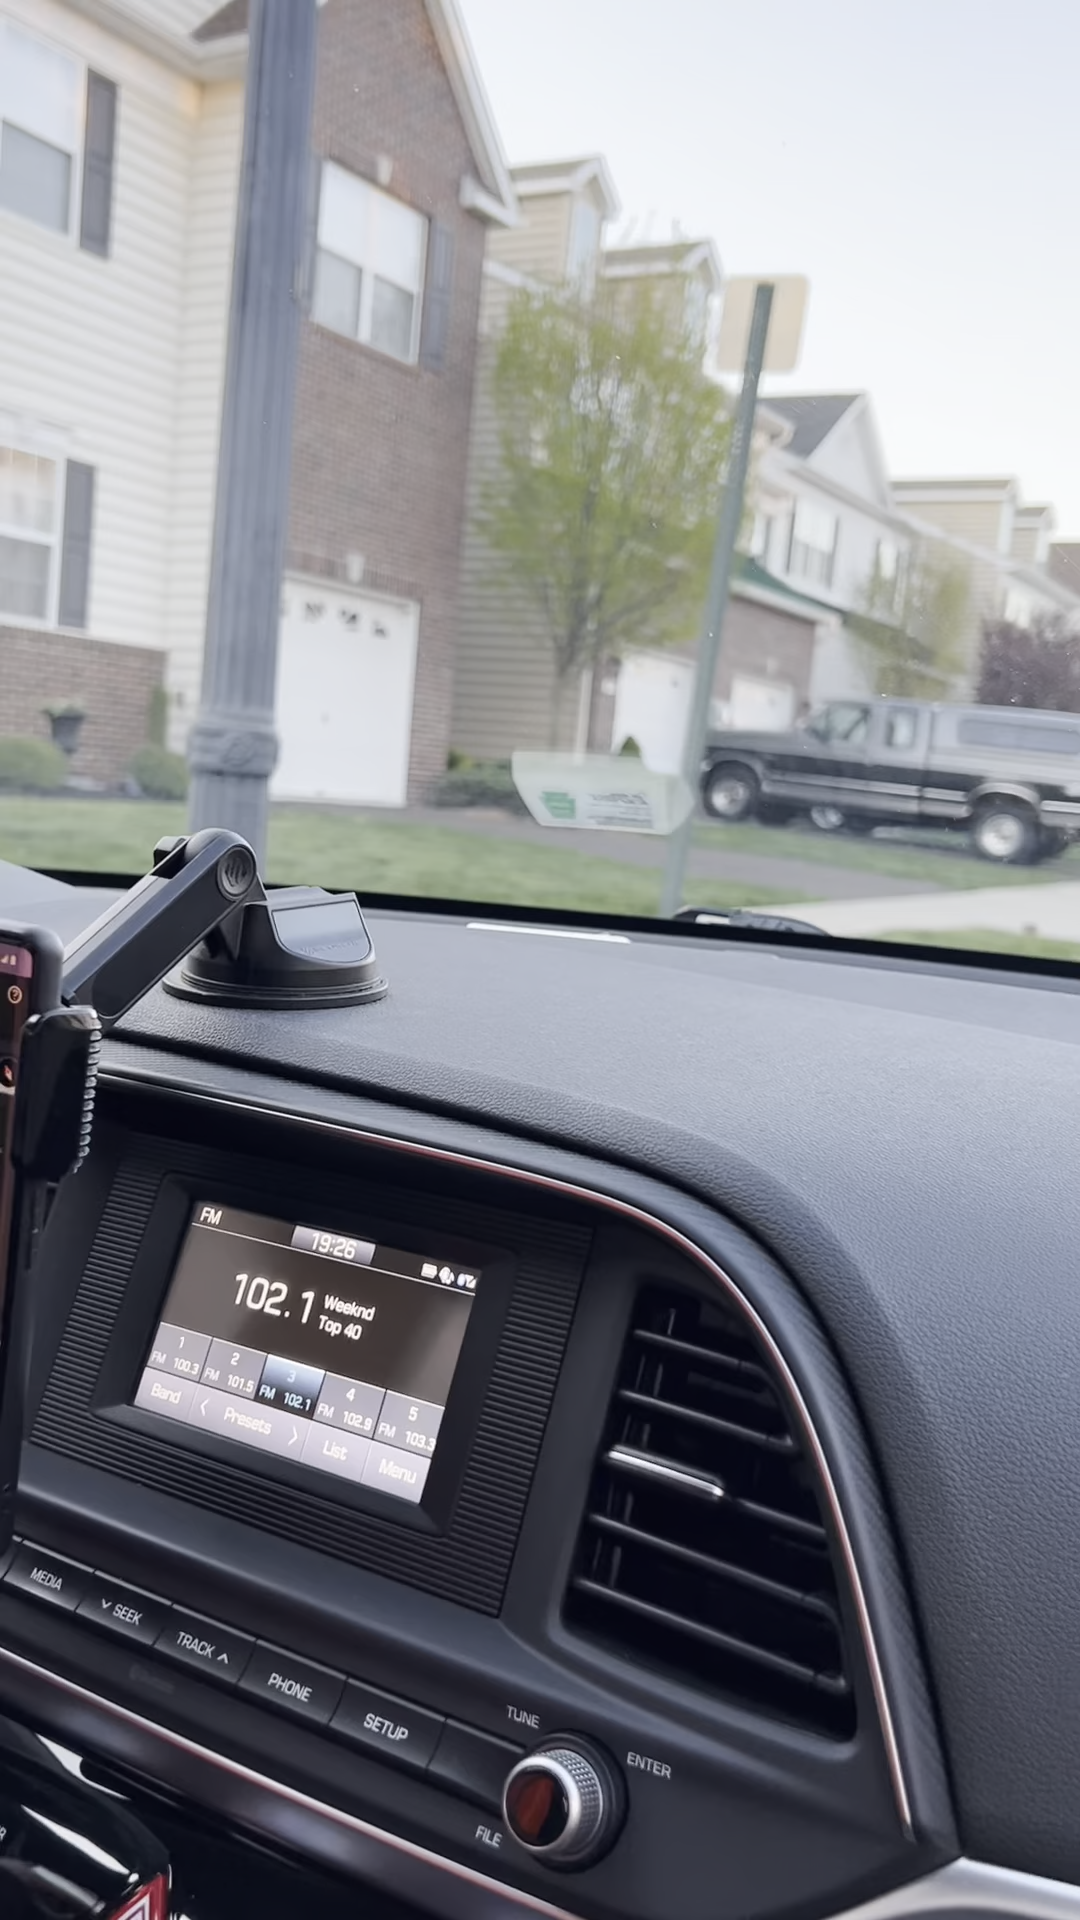 FM
19:26
102.1
Weeknd
Top 40
1
FM 100.3
2
FM 101.5
3
FM 102.1
4
FM 102.9
5
FM 103.3
Band
< Presets >
List
Menu
MEDIA
SEEK
TRACK
PHONE
SETUP
TUNE
ENTER
FILE